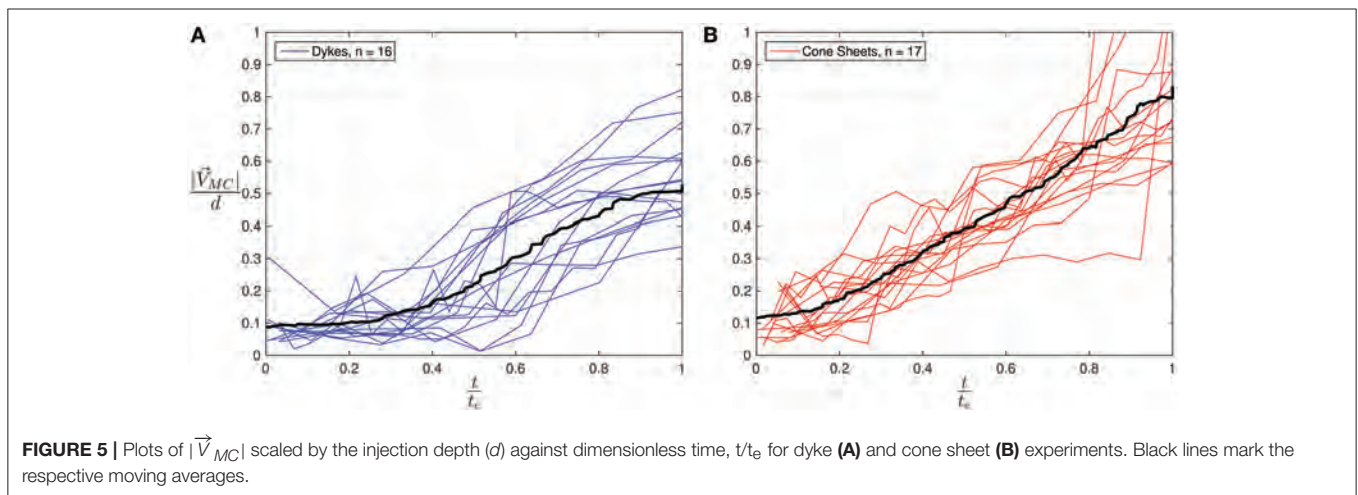 A
B
1
0.9
0.8
0.7
0.6
0.5
0.4
0.3
0.2
0.1
0
Dykes, n = 16
|V⃗MC|
d
0 0.2 0.4 0.6 0.8 1
t
te
1
0.9
0.8
0.7
0.6
0.5
0.4
0.3
0.2
0.1
0
Cone Sheets, n = 17
0 0.2 0.4 0.6 0.8 1
t
te
FIGURE 5 | Plots of |V⃗ MC| scaled by the injection depth (d) against dimensionless time, t/te for dyke (A) and cone sheet (B) experiments. Black lines mark the
respective moving averages.